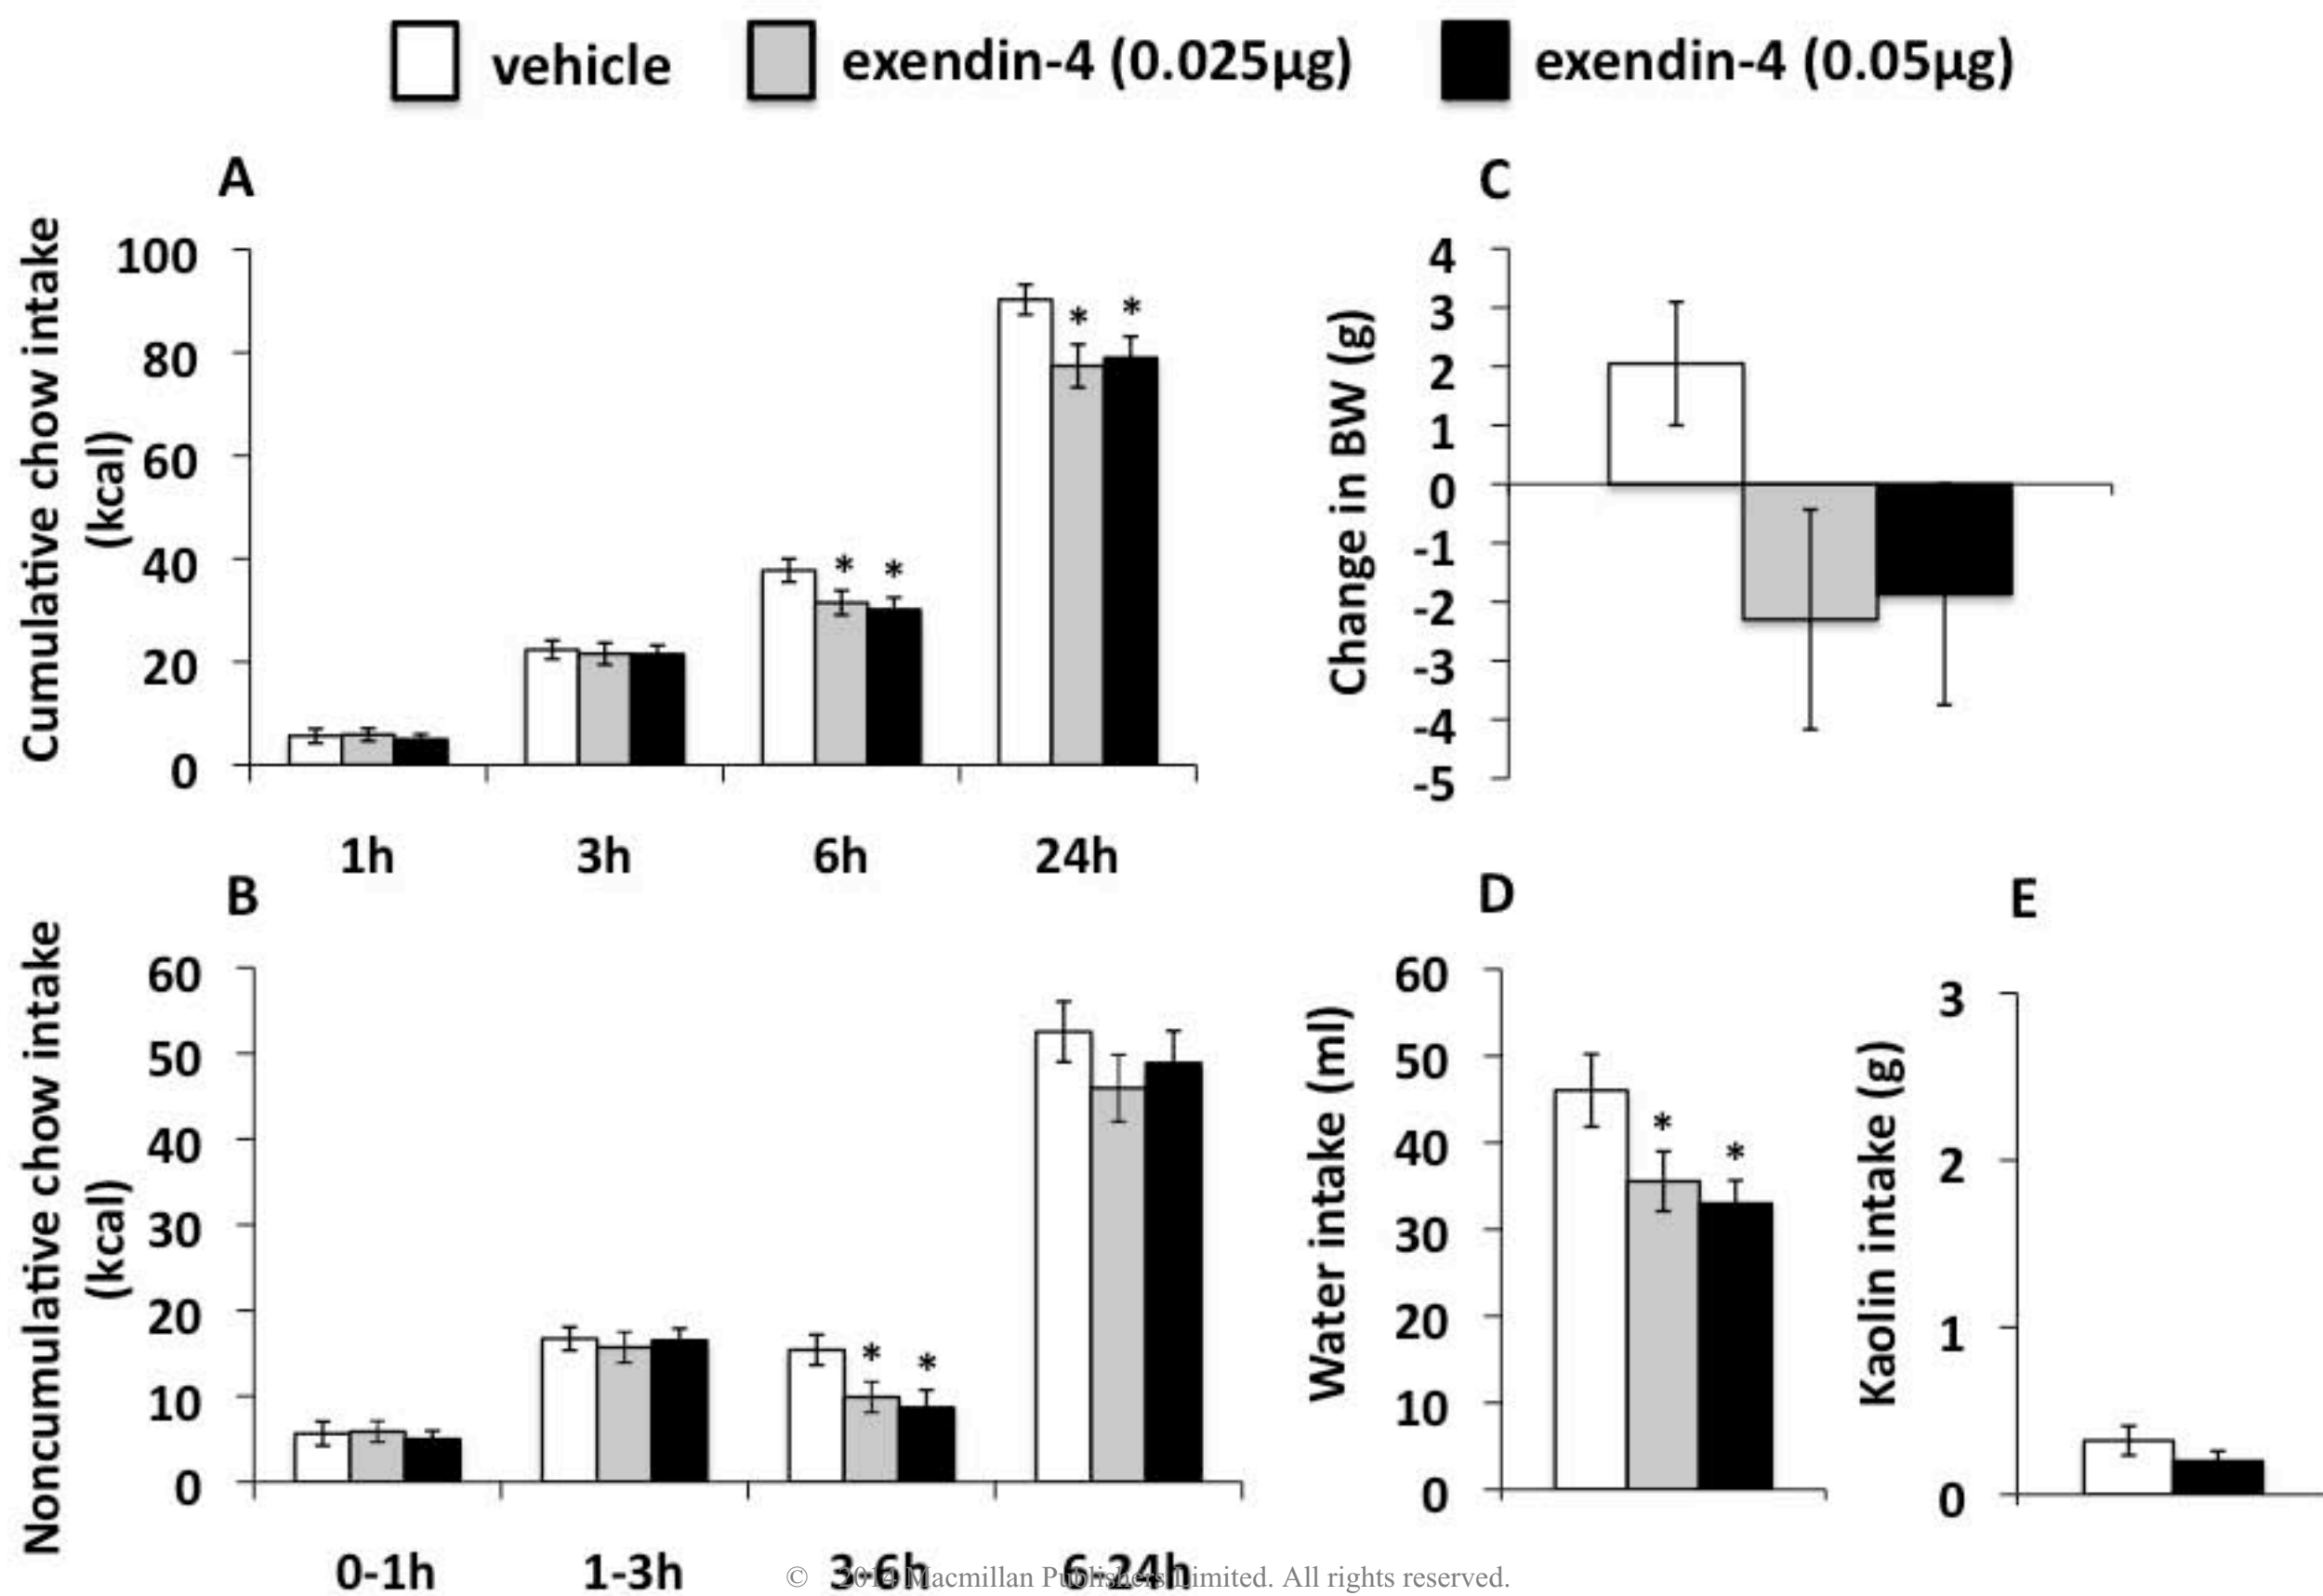 vehicle exendin-4 (0.025µg) exendin-4 (0.05µg)
A
Cumulative chow intake
(kcal)
100
80
60
40
20
0
* * * *
1h 3h 6h 24h
C
Change in BW (g)
4
3
2
1
0
-1
-2
-3
-4
-5
B
Noncumulative chow intake
(kcal)
60
50
40
30
20
10
0
* *
0-1h 1-3h 3-6h 6-24h
D
Water intake (ml)
60
50
40
30
20
10
0
* *
E
Kaolin intake (g)
3
2
1
0
© 2014 Macmillan Publishers Limited. All rights reserved.